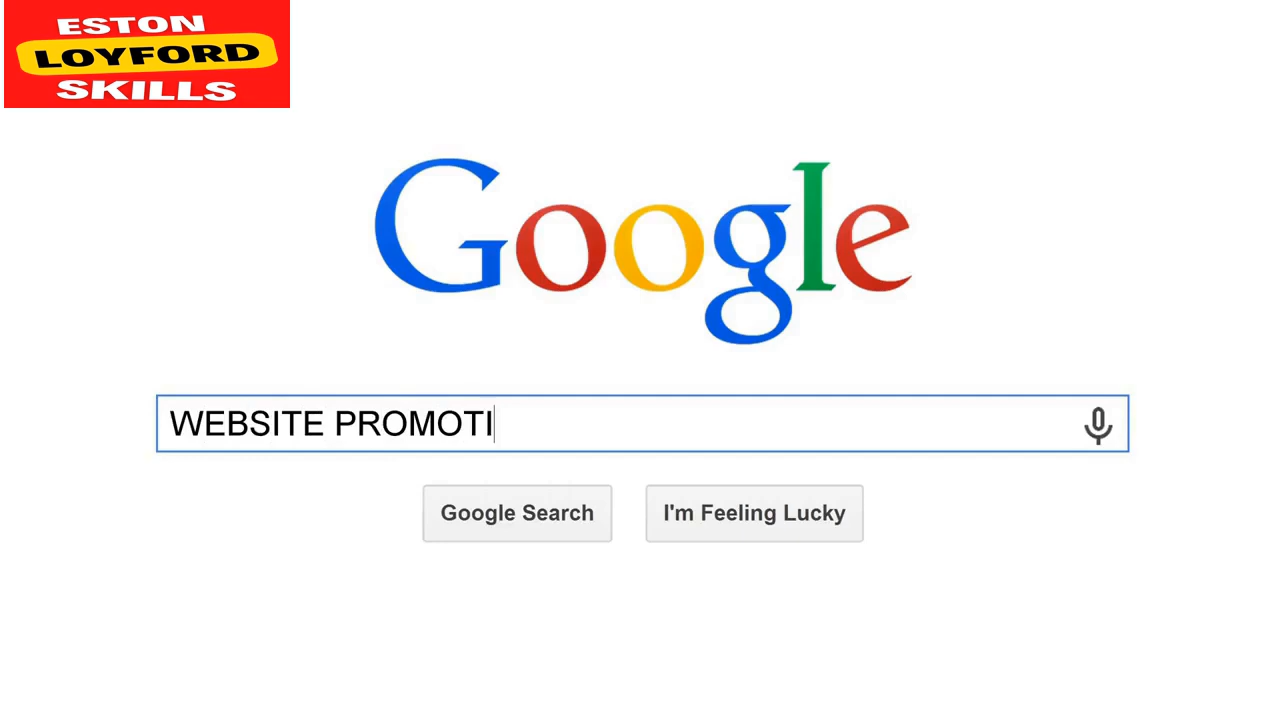 ESTON
LOYFORD
SKILLS
Google
WEBSITE PROMOTI
Google Search
I'm Feeling Lucky